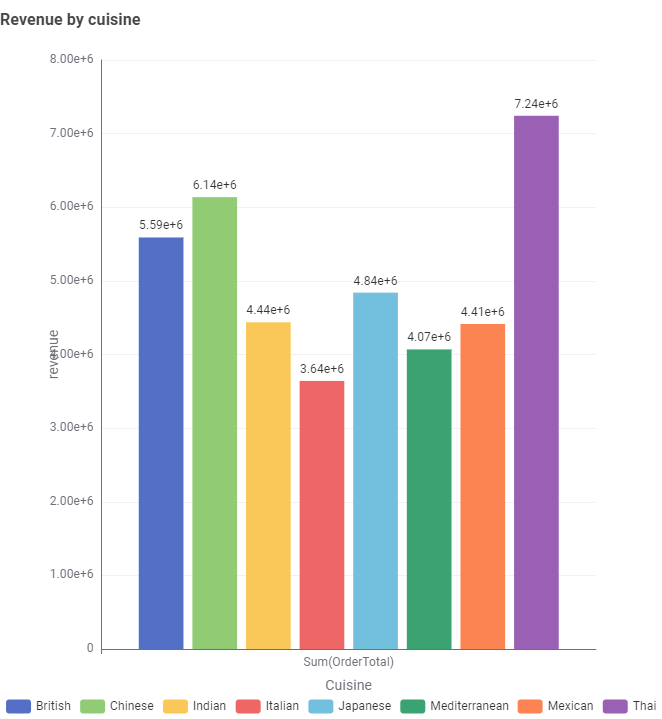 Revenue by cuisine
8.00e+6
7.24e+6
7.00e+6
6.14e+6
6.00e+6
5.59e+6
5.00e+6
4.84e+6
4.44e+6
4.41e+6
4.07e+6
revenue
4.00e+6
3.64e+6
3.00e+6
2.00e+6
1.00e+6
0
Sum(OrderTotal)
Cuisine
British Chinese Indian Italian Japanese Mediterranean Mexican Thai